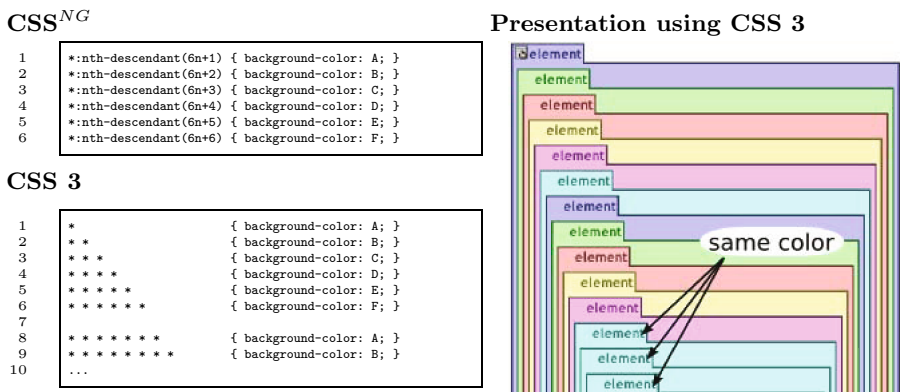 CSS^NG
1 *:nth-descendant(6n+1) { background-color: A; }
2 *:nth-descendant(6n+2) { background-color: B; }
3 *:nth-descendant(6n+3) { background-color: C; }
4 *:nth-descendant(6n+4) { background-color: D; }
5 *:nth-descendant(6n+5) { background-color: E; }
6 *:nth-descendant(6n+6) { background-color: F; }
CSS 3
1 * { background-color: A; }
2 * * { background-color: B; }
3 * * * { background-color: C; }
4 * * * * { background-color: D; }
5 * * * * * { background-color: E; }
6 * * * * * * { background-color: F; }
7
8 * * * * * * * { background-color: A; }
9 * * * * * * * * { background-color: B; }
10 ...
Presentation using CSS 3
element
element
element
element
element
element
element
element
same color
element
element
element
element
element
element